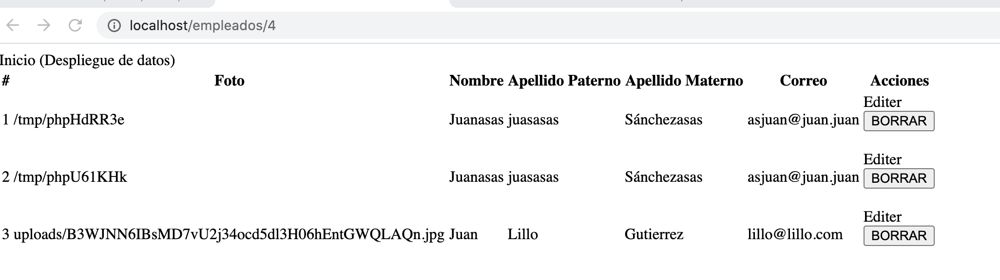 localhost/empleados/4
Inicio (Despliegue de datos)
# Foto Nombre Apellido Paterno Apellido Materno Correo Acciones
Editer
1 /tmp/phpHdRR3e Juanasas juasasas Sánchezasas asjuan@juan.juan BORRAR
Editer
2 /tmp/phpU61KHk Juanasas juasasas Sánchezasas asjuan@juan.juan BORRAR
Editer
3 uploads/B3WJNN6IBsMD7vU2j34ocd5dl3H06hEntGWQLAQn.jpg Juan Lillo Gutierrez lillo@lillo.com BORRAR